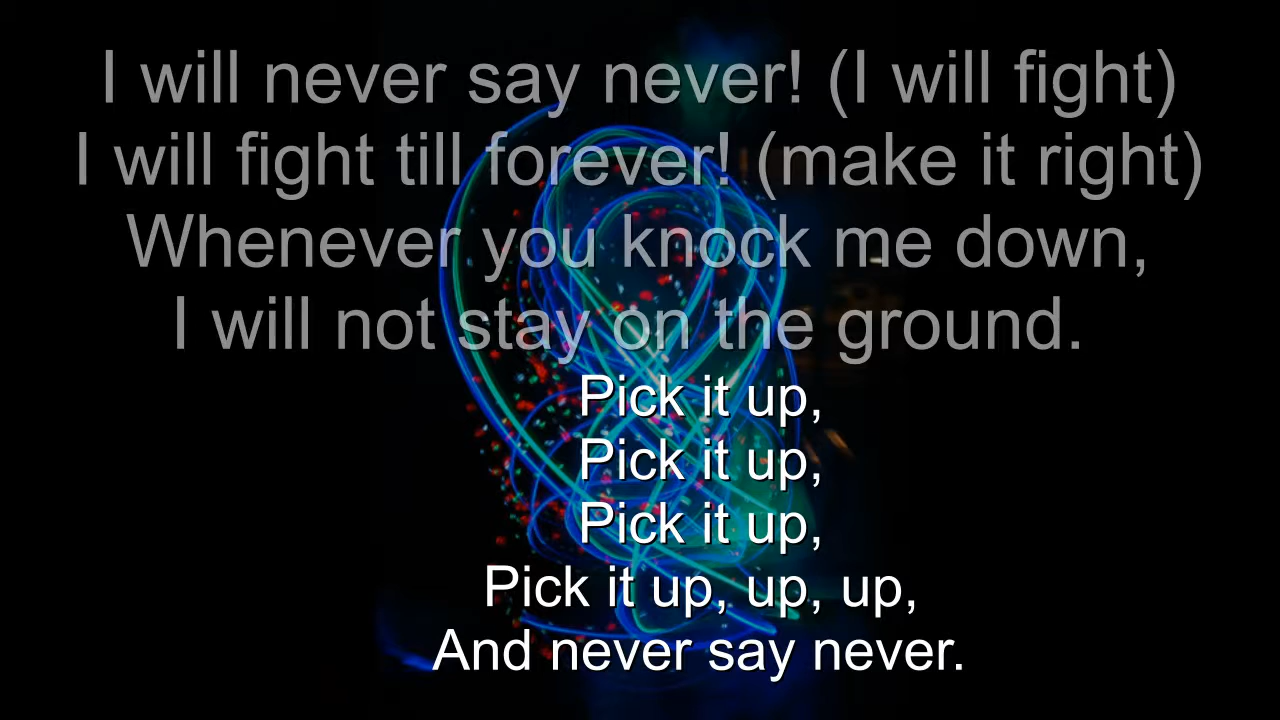 I will never say never! (I will fight)
I will fight till forever! (make it right)
Whenever you knock me down,
I will not stay on the ground.
Pick it up,
Pick it up,
Pick it up,
Pick it up, up, up,
And never say never.